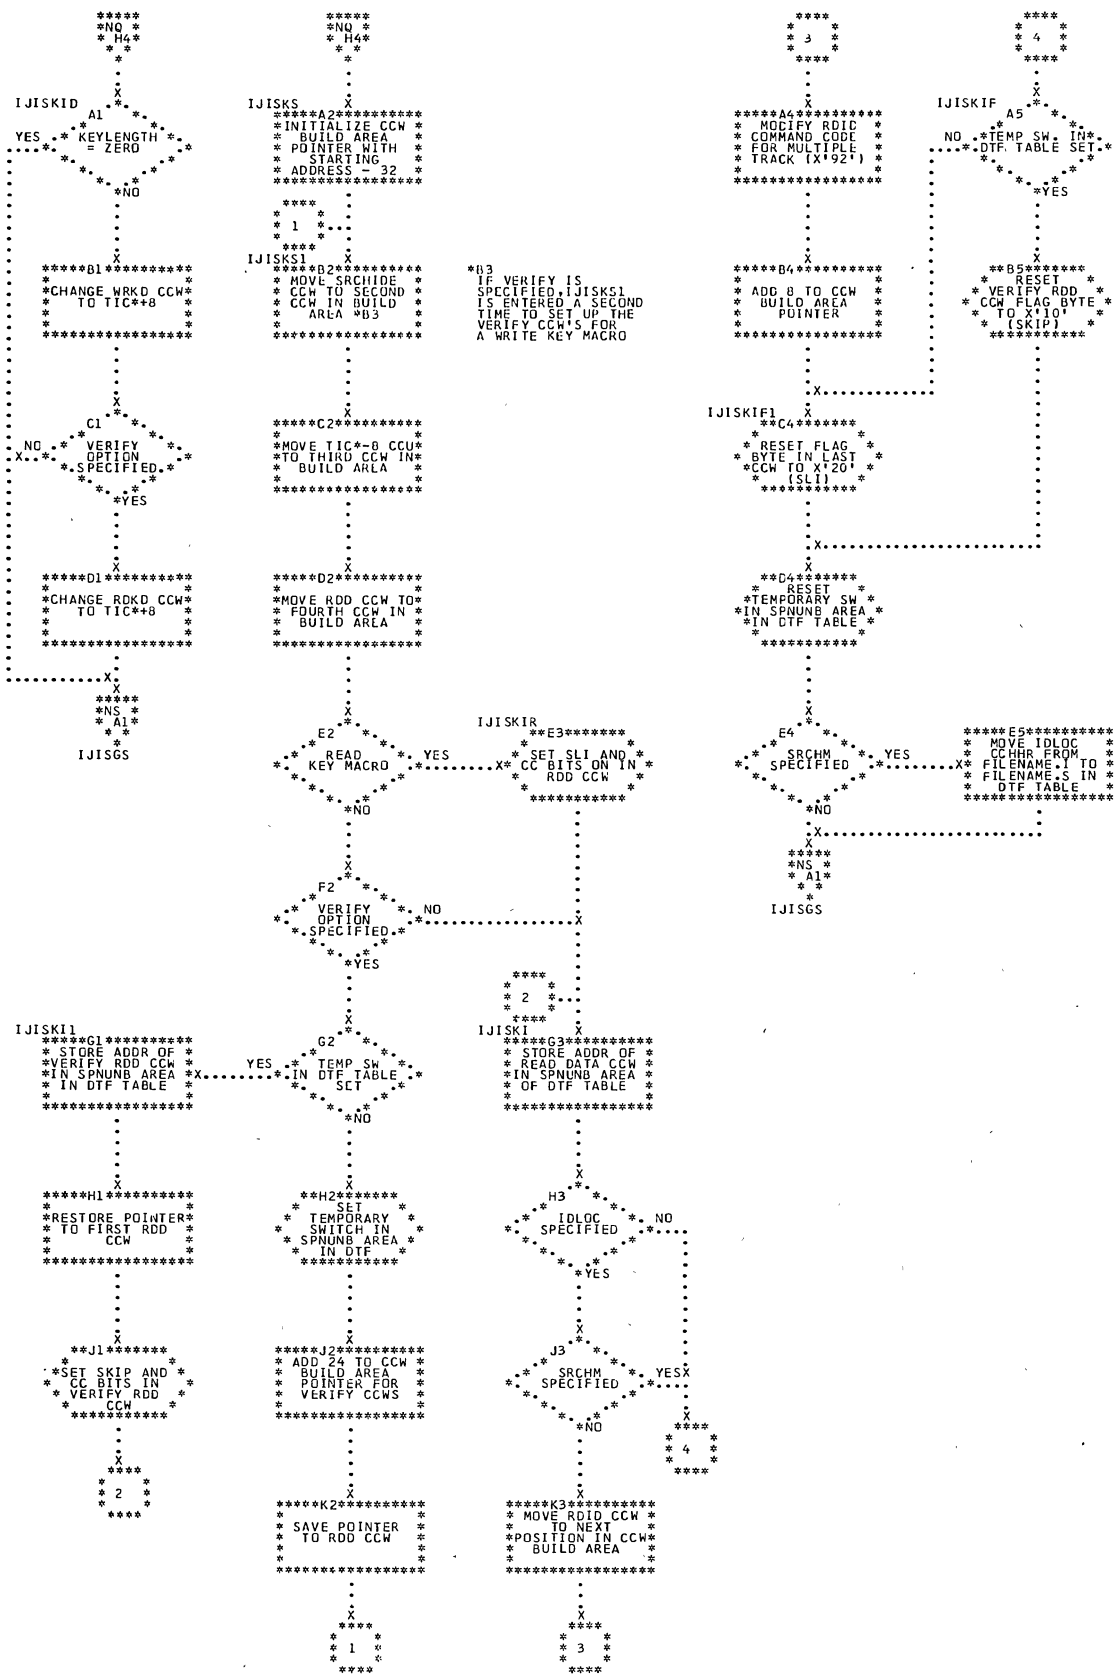 NQ
H4
IJISKID
A1
KEYLENGTH
= ZERO
YES
NO
B1
CHANGE WRKD CCW
TO TIC*+8
C1
VERIFY
OPTION
SPECIFIED
NO
YES
D1
CHANGE RDKD CCW
TO TIC*+8
NS
A1
IJISGS
IJISKI1
G1
STORE ADDR OF
VERIFY RDD CCW
IN SPNUNB AREA
IN DTF TABLE
H1
RESTORE POINTER
TO FIRST RDD
CCW
J1
SET SKIP AND
CC BITS IN
VERIFY RDD
CCW
2
NQ
H4
IJISKS
A2
INITIALIZE CCW
BUILD AREA
POINTER WITH
STARTING
ADDRESS - 32
1
IJISKS1
B2
MOVE SRCHIDE
CCW TO SECOND
CCW IN BUILD
AREA *B3
C2
MOVE TIC*-8 CCU
TO THIRD CCW IN
BUILD AREA
D2
MOVE RDD CCW TO
FOURTH CCW IN
BUILD AREA
E2
READ
KEY MACRO
YES
NO
F2
VERIFY
OPTION
SPECIFIED
NO
YES
G2
TEMP SW
IN DTF TABLE
SET
YES
NO
H2
SET
TEMPORARY
SWITCH IN
SPNUNB AREA
IN DTF
J2
ADD 24 TO CCW
BUILD AREA
POINTER FOR
VERIFY CCWS
K2
SAVE POINTER
TO RDD CCW
1
*B3
IF VERIFY IS
SPECIFIED,IJISKS1
IS ENTERED A SECOND
TIME TO SET UP THE
VERIFY CCW'S FOR
A WRITE KEY MACRO
IJISKIR
E3
SET SLI AND
CC BITS ON IN
RDD CCW
2
IJISKI
G3
STORE ADDR OF
READ DATA CCW
IN SPNUNB AREA
OF DTF TABLE
H3
IDLOC
SPECIFIED
NO
YES
J3
SRCHM
SPECIFIED
YES
NO
4
K3
MOVE RDID CCW
TO NEXT
POSITION IN CCW
BUILD AREA
3
3
A4
MODIFY RDID
COMMAND CODE
FOR MULTIPLE
TRACK (X'92')
B4
ADD 8 TO CCW
BUILD AREA
POINTER
IJISKIF1
C4
RESET FLAG
BYTE IN LAST
CCW TO X'20'
(SLI)
D4
RESET
TEMPORARY SW
IN SPNUNB AREA
IN DTF TABLE
E4
SRCHM
SPECIFIED
YES
NO
NS
A1
IJISGS
4
IJISKIF
A5
TEMP SW. IN
DTF TABLE SET
NO
YES
B5
RESET
VERIFY RDD
CCW FLAG BYTE
TO X'10'
(SKIP)
E5
MOVE IDLOC
CCHHR FROM
FILENAME.I TO
FILENAME.S IN
DTF TABLE